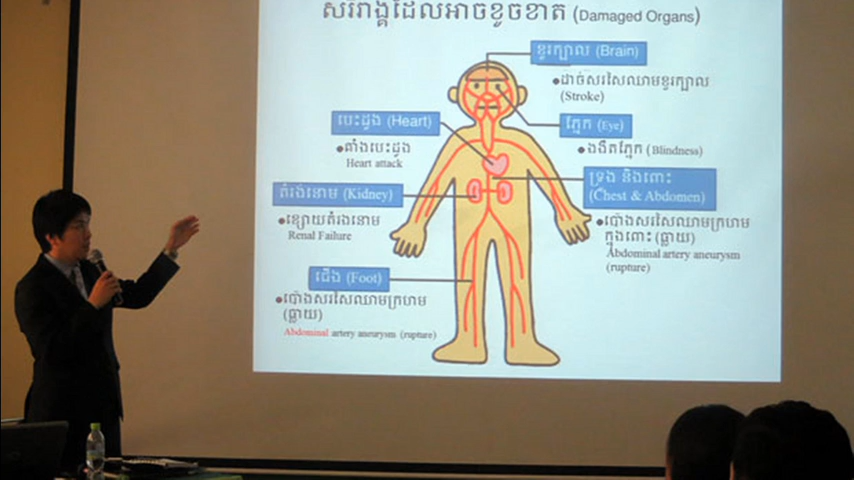 សរីរាង្គដែលអាចខូចខាត (Damaged Organs)
ខួរក្បាល (Brain)
•ដាច់សរសៃឈាមខួរក្បាល
(Stroke)
បេះដូង (Heart)
•គាំងបេះដូង
Heart attack
ភ្នែក (Eye)
•ងងឹតភ្នែក (Blindness)
តំរងនោម (Kidney)
•ខ្សោយតំរងនោម
Renal Failure
ទ្រូង និងពោះ
(Chest & Abdomen)
•ប៉ោងសរសៃឈាមក្រហម
ក្នុងពោះ (ធ្លាយ)
Abdominal artery aneurysm
(rupture)
ជើង (Foot)
•ប៉ោងសរសៃឈាមក្រហម
(ធ្លាយ)
Abdominal artery aneurysm (rupture)